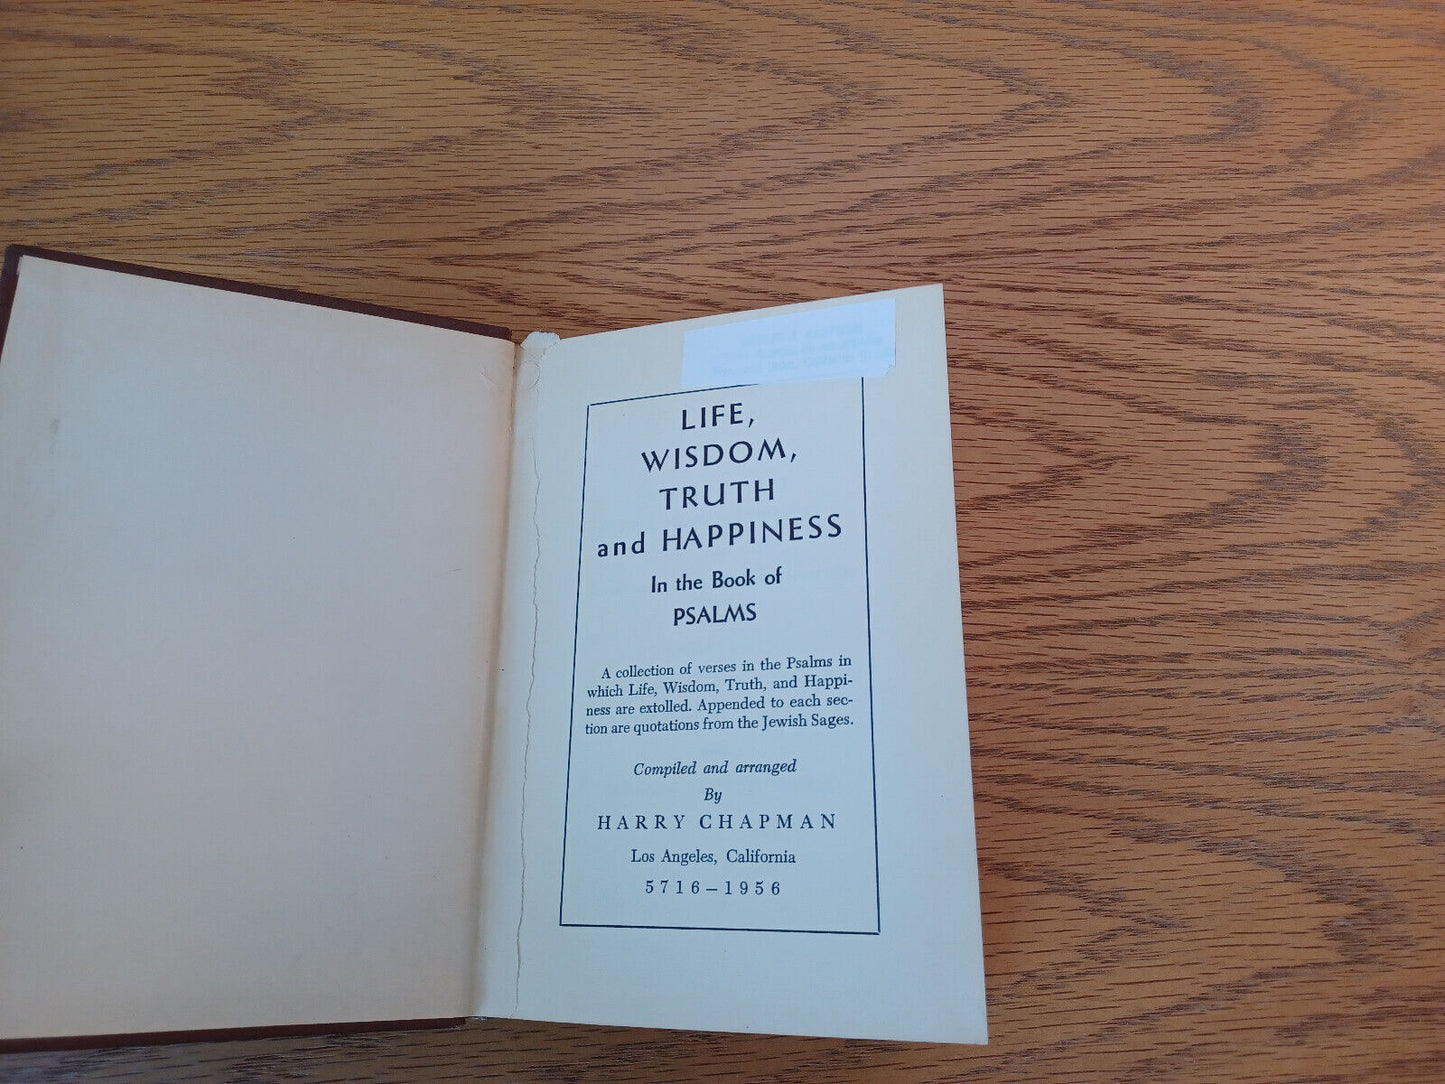 LIFE,
WISDOM,
TRUTH
and HAPPINESS
In the Book of
PSALMS
A collection of verses in the Psalms in
which Life, Wisdom, Truth, and Happi-
ness are extolled. Appended to each sec-
tion are quotations from the Jewish Sages.
Compiled and arranged
By
HARRY CHAPMAN
Los Angeles, California
5716–1956